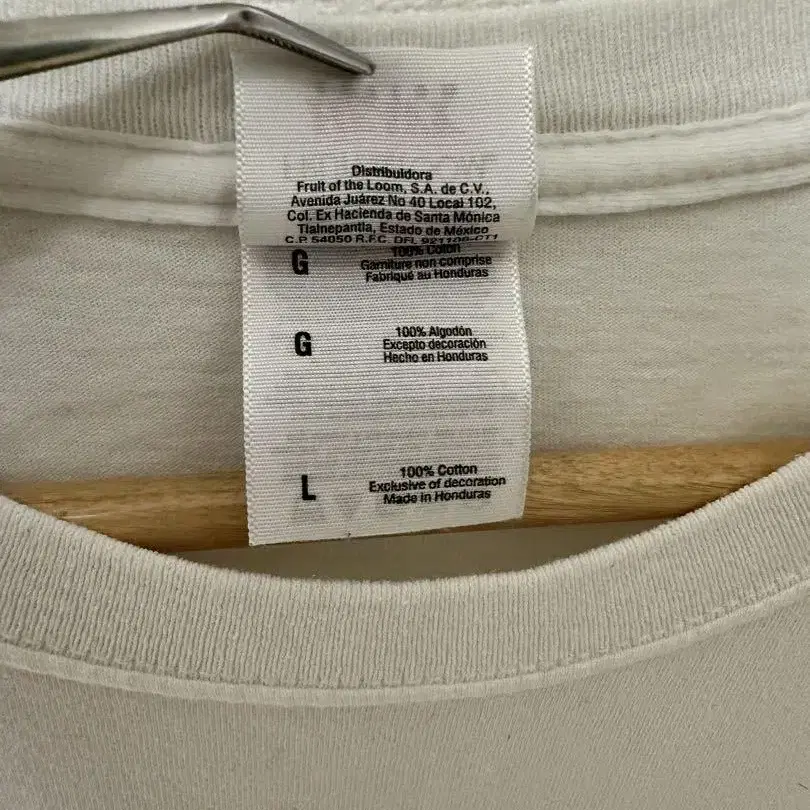 Distribuidora
Fruit of the Loom, S.A. de C.V.,
Avenida Juárez No 40 Local 102,
Col. Ex Hacienda de Santa Mónica
Tlalnepantla, Estado de México
C.P. 54050 R.F.C. DFL
G
100% Coton
Garniture non comprise
Fabriqué au Honduras
G
100% Algodón
Excepto decoración
Hecho en Honduras
L
100% Cotton
Exclusive of decoration
Made in Honduras